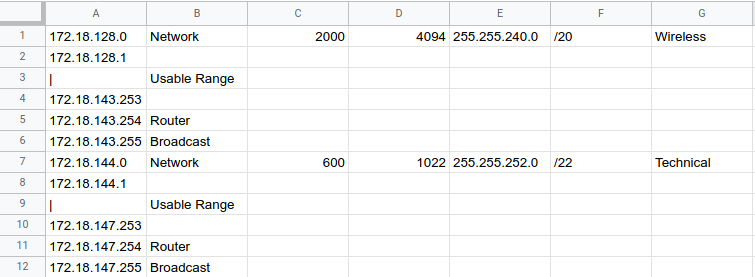 A B C D E F G
1 172.18.128.0 Network 2000 4094 255.255.240.0 /20 Wireless
2 172.18.128.1
3 | Usable Range
4 172.18.143.253
5 172.18.143.254 Router
6 172.18.143.255 Broadcast
7 172.18.144.0 Network 600 1022 255.255.252.0 /22 Technical
8 172.18.144.1
9 | Usable Range
10 172.18.147.253
11 172.18.147.254 Router
12 172.18.147.255 Broadcast